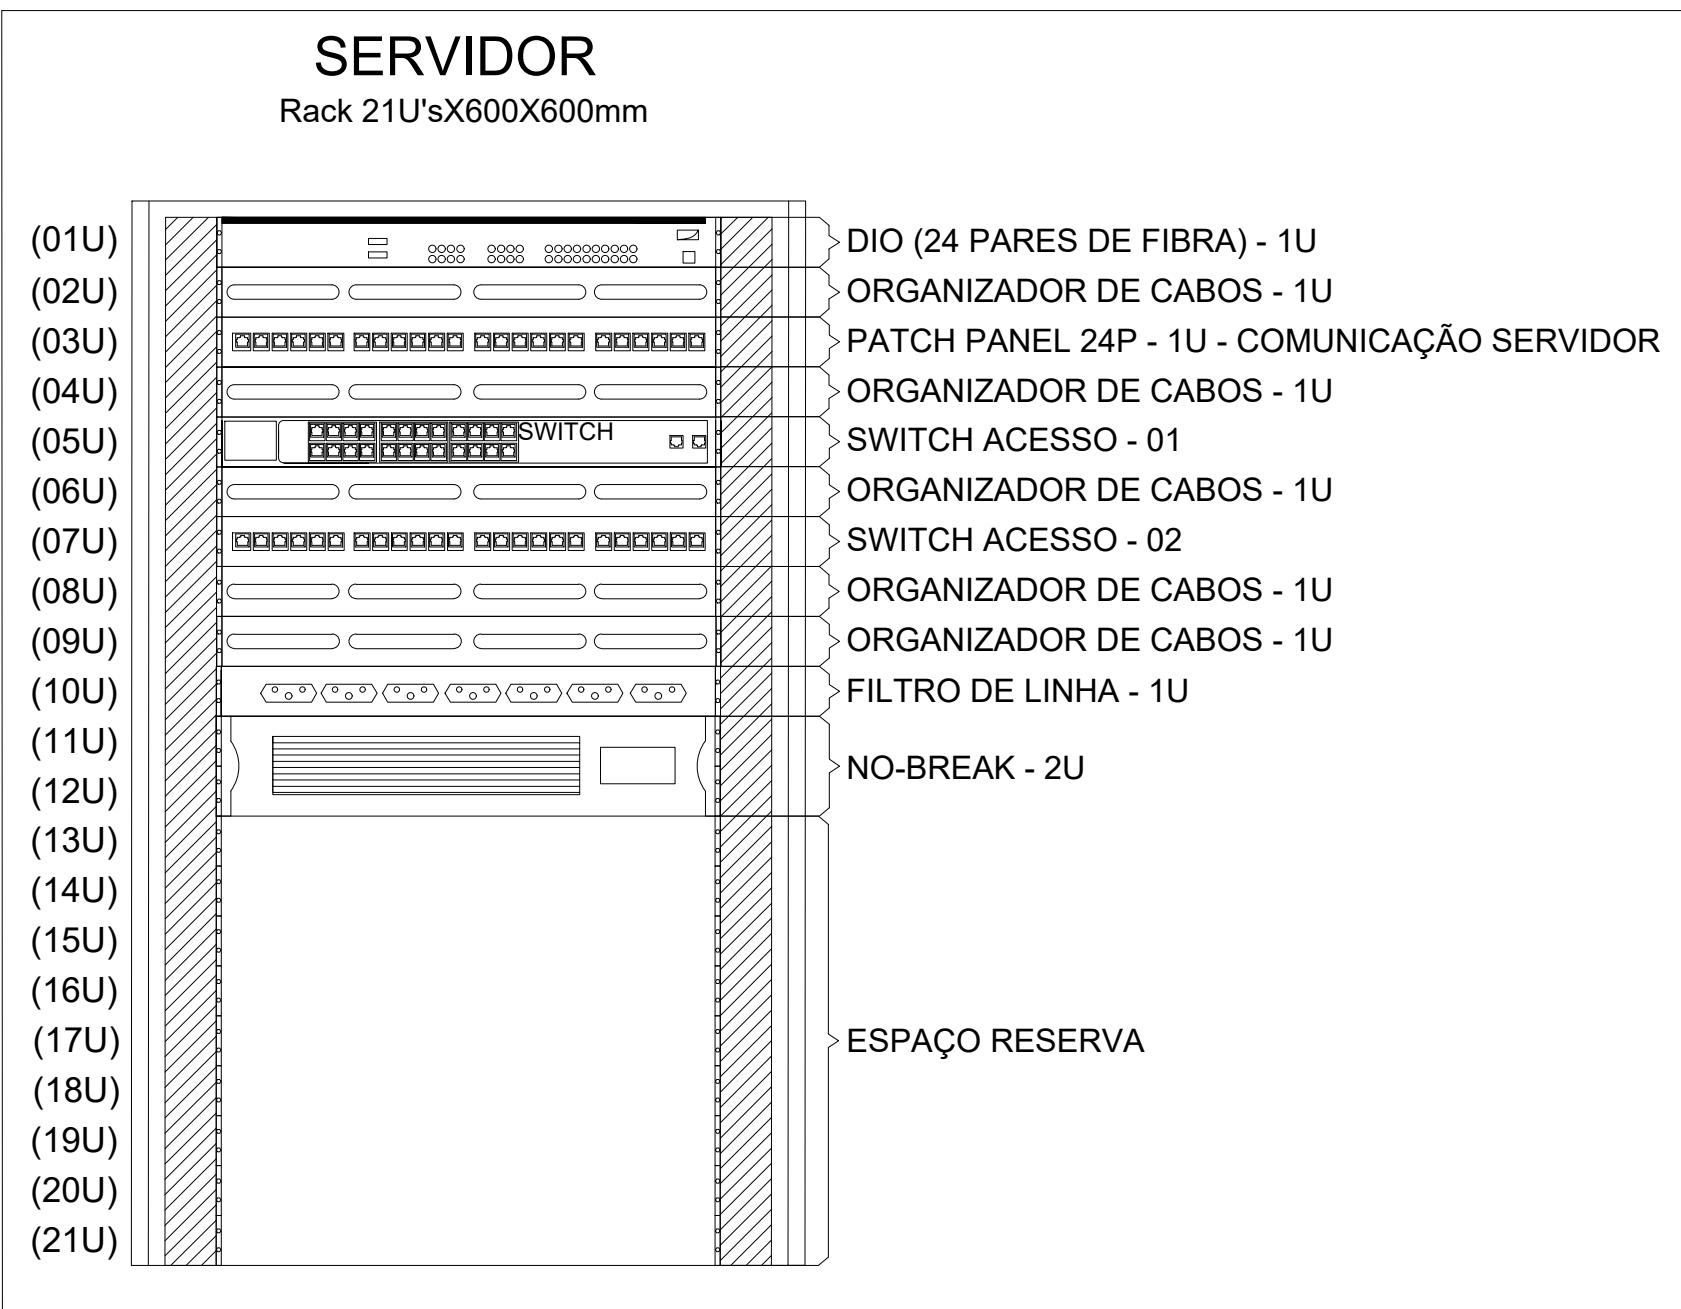 SERVIDOR
Rack 21U'sX600X600mm
(01U) DIO (24 PARES DE FIBRA) - 1U
(02U) ORGANIZADOR DE CABOS - 1U
(03U) PATCH PANEL 24P - 1U - COMUNICAÇÃO SERVIDOR
(04U) ORGANIZADOR DE CABOS - 1U
(05U) SWITCH SWITCH ACESSO - 01
(06U) ORGANIZADOR DE CABOS - 1U
(07U) SWITCH ACESSO - 02
(08U) ORGANIZADOR DE CABOS - 1U
(09U) ORGANIZADOR DE CABOS - 1U
(10U) FILTRO DE LINHA - 1U
(11U)
NO-BREAK - 2U
(12U)
(13U)
(14U)
(15U)
(16U)
(17U) ESPAÇO RESERVA
(18U)
(19U)
(20U)
(21U)